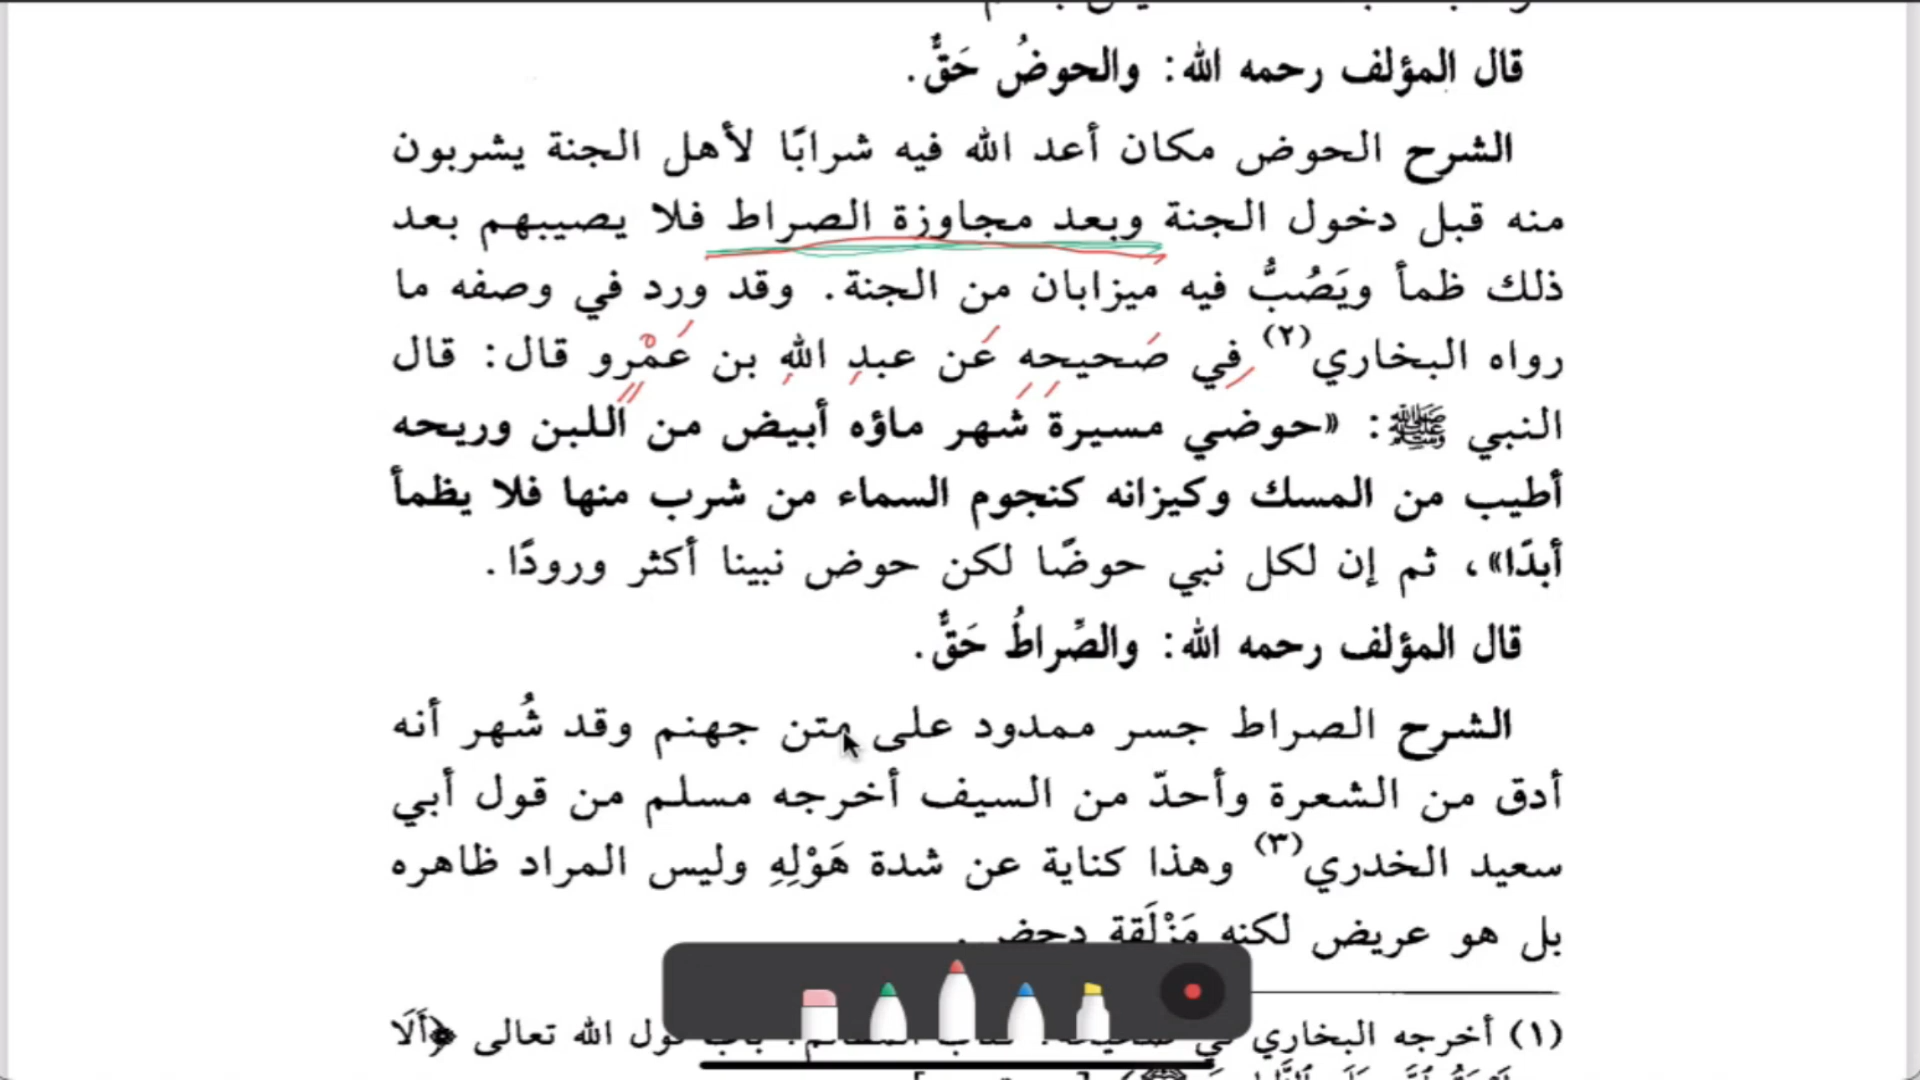 قال المؤلف رحمه الله: والحوضُ حَقٌّ.
الشرح الحوض مكان أعد الله فيه شرابًا لأهل الجنة يشربون
منه قبل دخول الجنة وبعد مجاوزة الصراط فلا يصيبهم بعد
ذلك ظمأ ويَصُبُّ فيه ميزابان من الجنة. وقد ورد في وصفه ما
رواه البخاري(٢) في صحيحه عن عبد الله بن عَمْرو قال: قال
النبي ﷺ: «حوضي مسيرة شهر ماؤه أبيض من اللبن وريحه
أطيب من المسك وكيزانه كنجوم السماء من شرب منها فلا يظمأ
أبدًا»، ثم إن لكل نبي حوضًا لكن حوض نبينا أكثر ورودًا.
قال المؤلف رحمه الله: والصِّراطُ حَقٌّ.
الشرح الصراط جسر ممدود على متن جهنم وقد شُهر أنه
أدق من الشعرة وأحدّ من السيف أخرجه مسلم من قول أبي
سعيد الخدري(٣) وهذا كناية عن شدة هَوْلِهِ وليس المراد ظاهره
بل هو عريض لكنه مَزْلَقة دحض.
(١) أخرجه البخاري في الله تعالى ﴿أَلَا